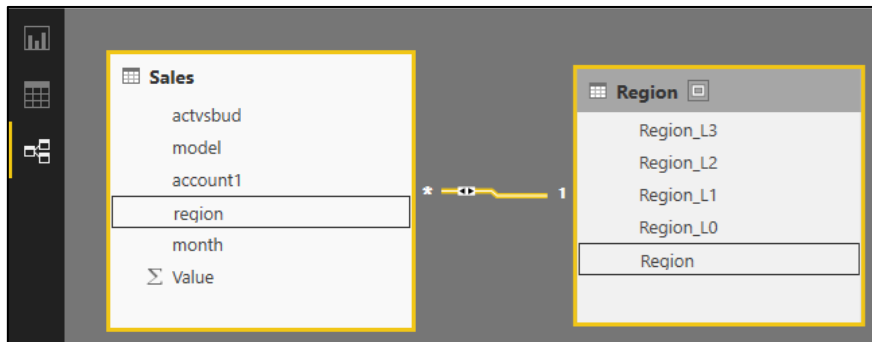 Sales
actvsbud
model
account1
region
month
Σ Value
* 1
Region
Region_L3
Region_L2
Region_L1
Region_L0
Region